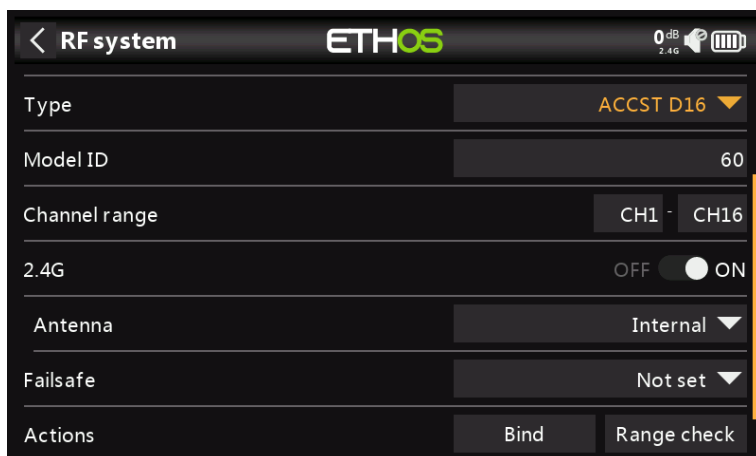 RF system ETHOS 0dB 2.4G
Type ACCST D16
Model ID 60
Channel range CH1 - CH16
2.4G OFF ON
Antenna Internal
Failsafe Not set
Actions Bind Range check